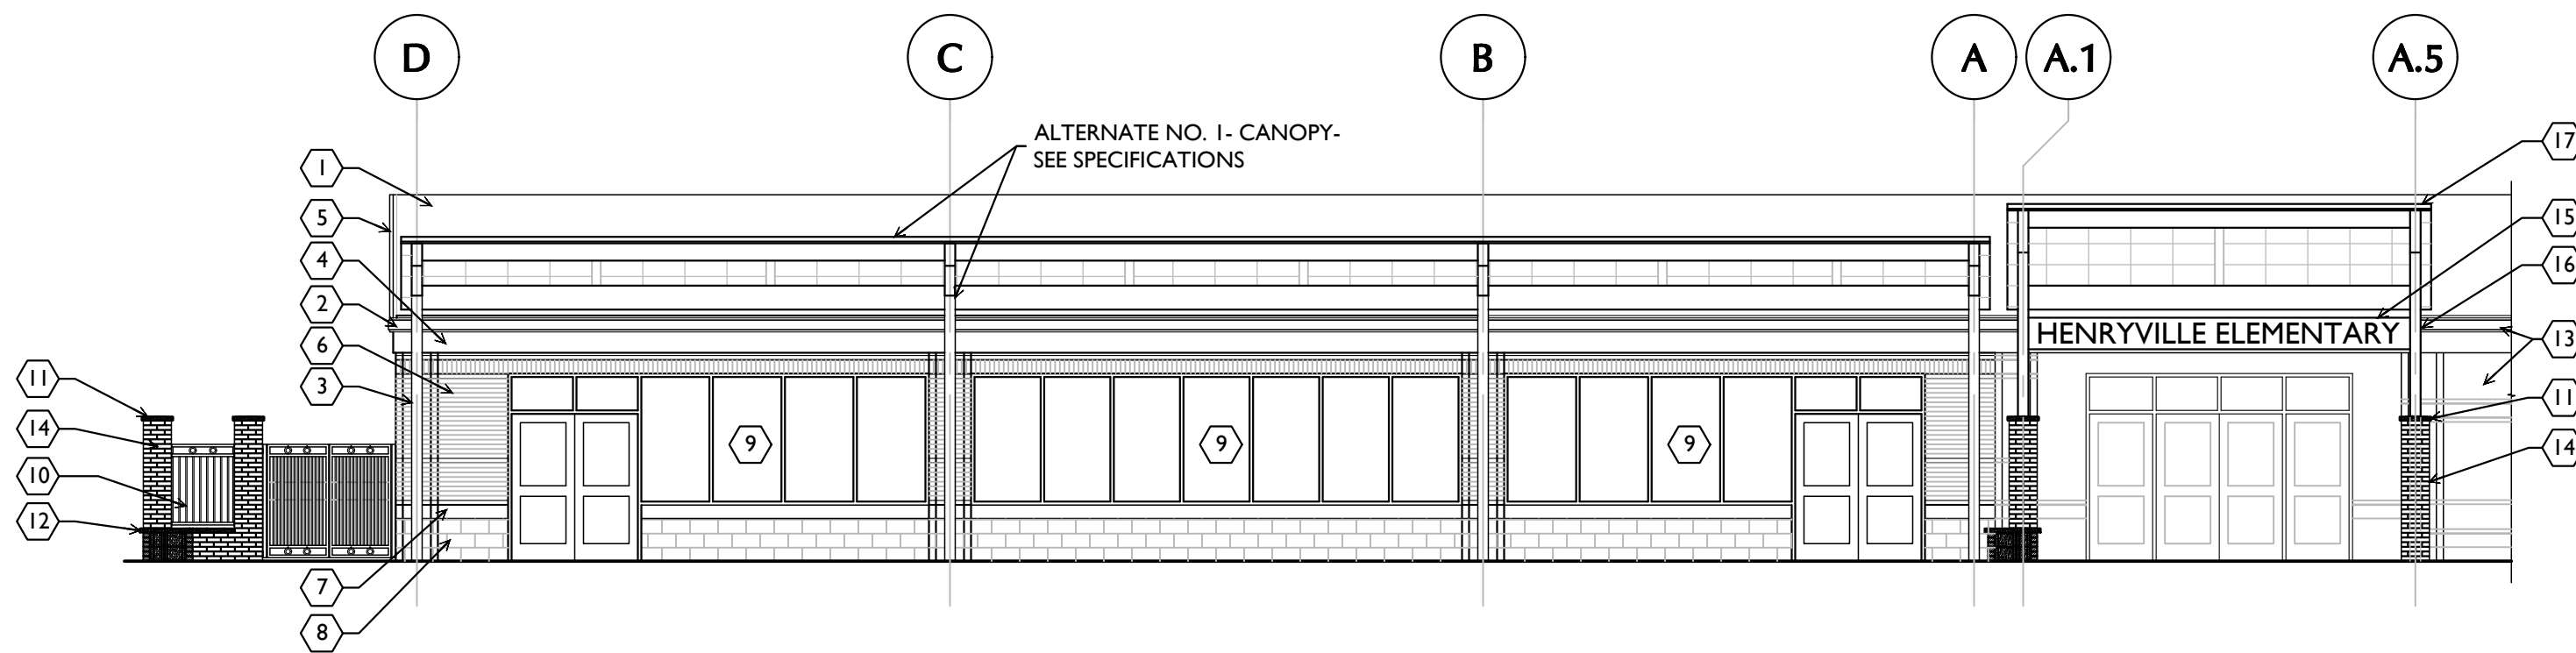 D
C
B
A
A.1
A.5
ALTERNATE NO. 1- CANOPY-
SEE SPECIFICATIONS
1
5
4
2
6
3
11
14
10
12
7
8
9
9
9
HENRYVILLE ELEMENTARY
17
15
16
13
11
14